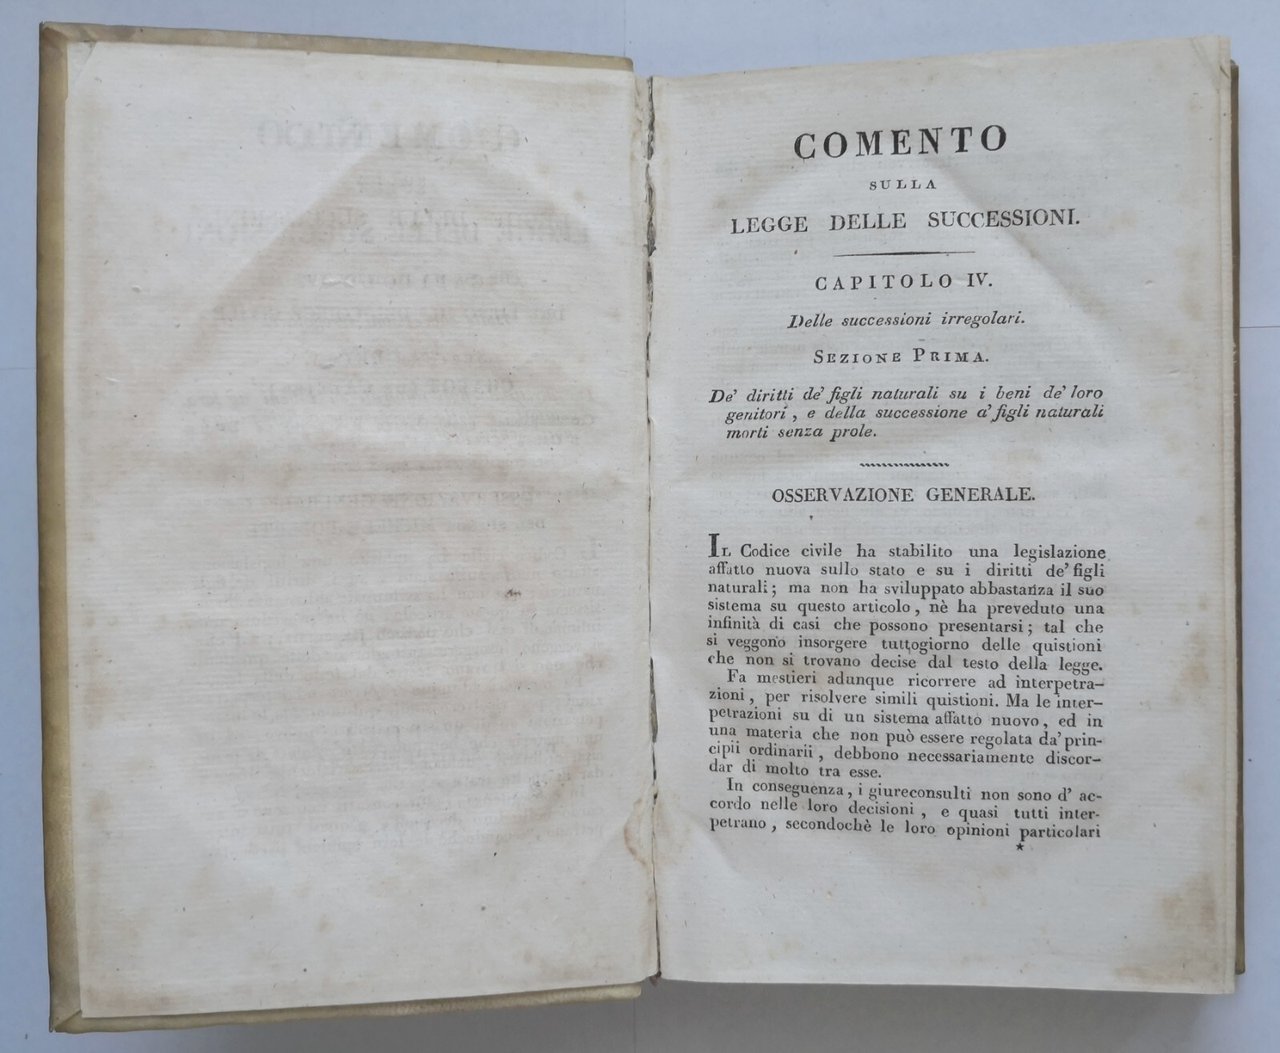 COMENTO
SULLA
LEGGE DELLE SUCCESSIONI.
CAPITOLO IV.
Delle successioni irregolari.
SEZIONE PRIMA.
De' diritti de' figli naturali su i beni de' loro
genitori, e della successione a' figli naturali
morti senza prole.
OSSERVAZIONE GENERALE.
IL Codice civile ha stabilito una legislazione
affatto nuova sullo stato e su i diritti de' figli
naturali; ma non ha sviluppato abbastanza il suo
sistema su questo articolo, nè ha preveduto una
infinità di casi che possono presentarsi; tal che
si veggono insorgere tuttogiorno delle quistioni
che non si trovano decise dal testo della legge.
Fa mestieri adunque ricorrere ad interpetra-
zioni, per risolvere simili quistioni. Ma le inter-
petrazioni su di un sistema affatto nuovo, ed in
una materia che non può essere regolata da' prin-
cipii ordinarii, debbono necessariamente discor-
dar di molto tra esse.
In conseguenza, i giureconsulti non sono d' ac-
cordo nelle loro decisioni, e quasi tutti inter-
petrano, secondochè le loro opinioni particolari
*